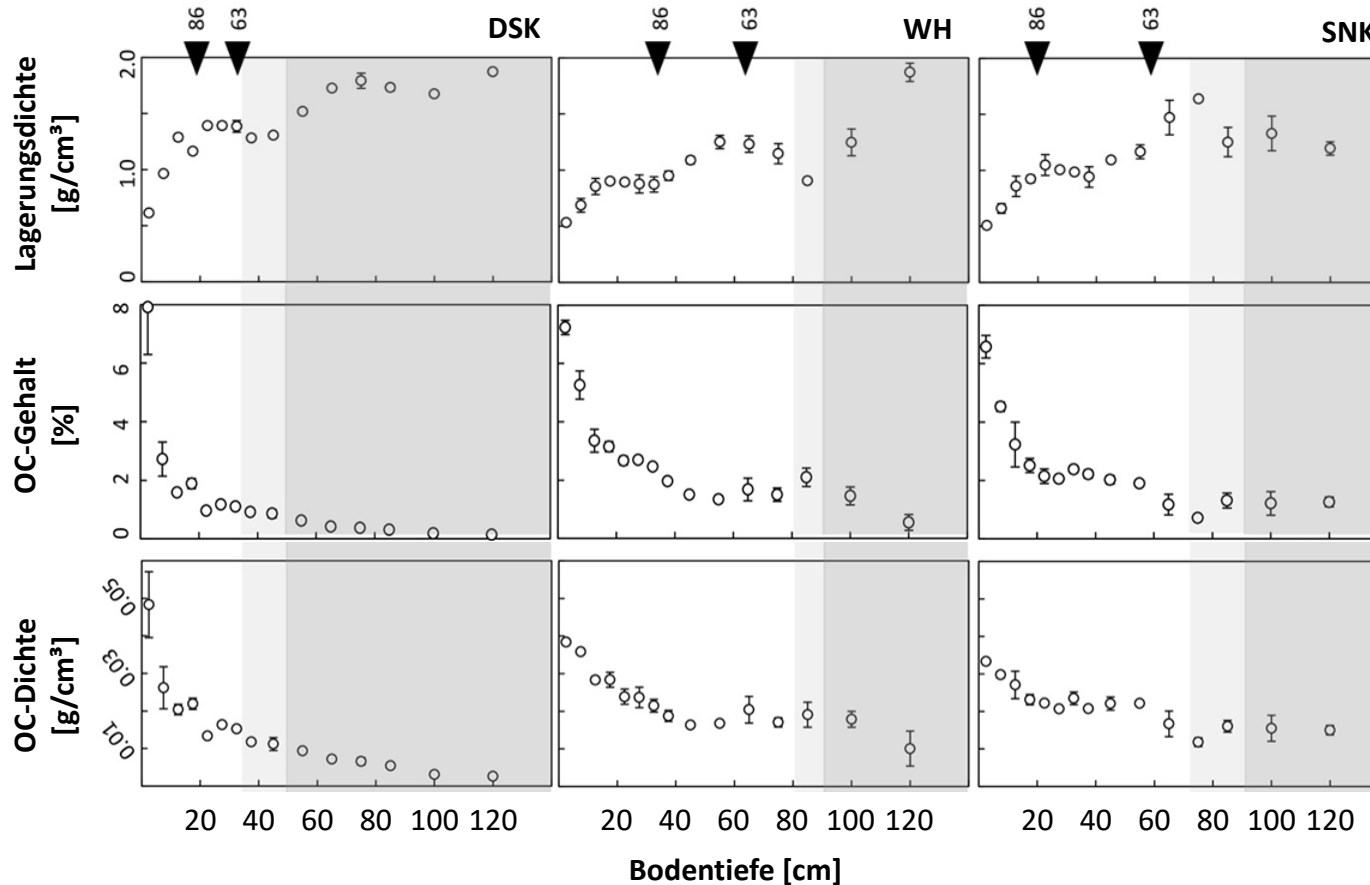 86 63 DSK 86 63 WH 86 63 SNK
Lagerungsdichte
[g/cm³]
2.0
1.0
0
OC-Gehalt
[%]
8
6
4
2
0
OC-Dichte
[g/cm³]
0.05
0.03
0.01
20 40 60 80 100 120 20 40 60 80 100 120 20 40 60 80 100 120
Bodentiefe [cm]